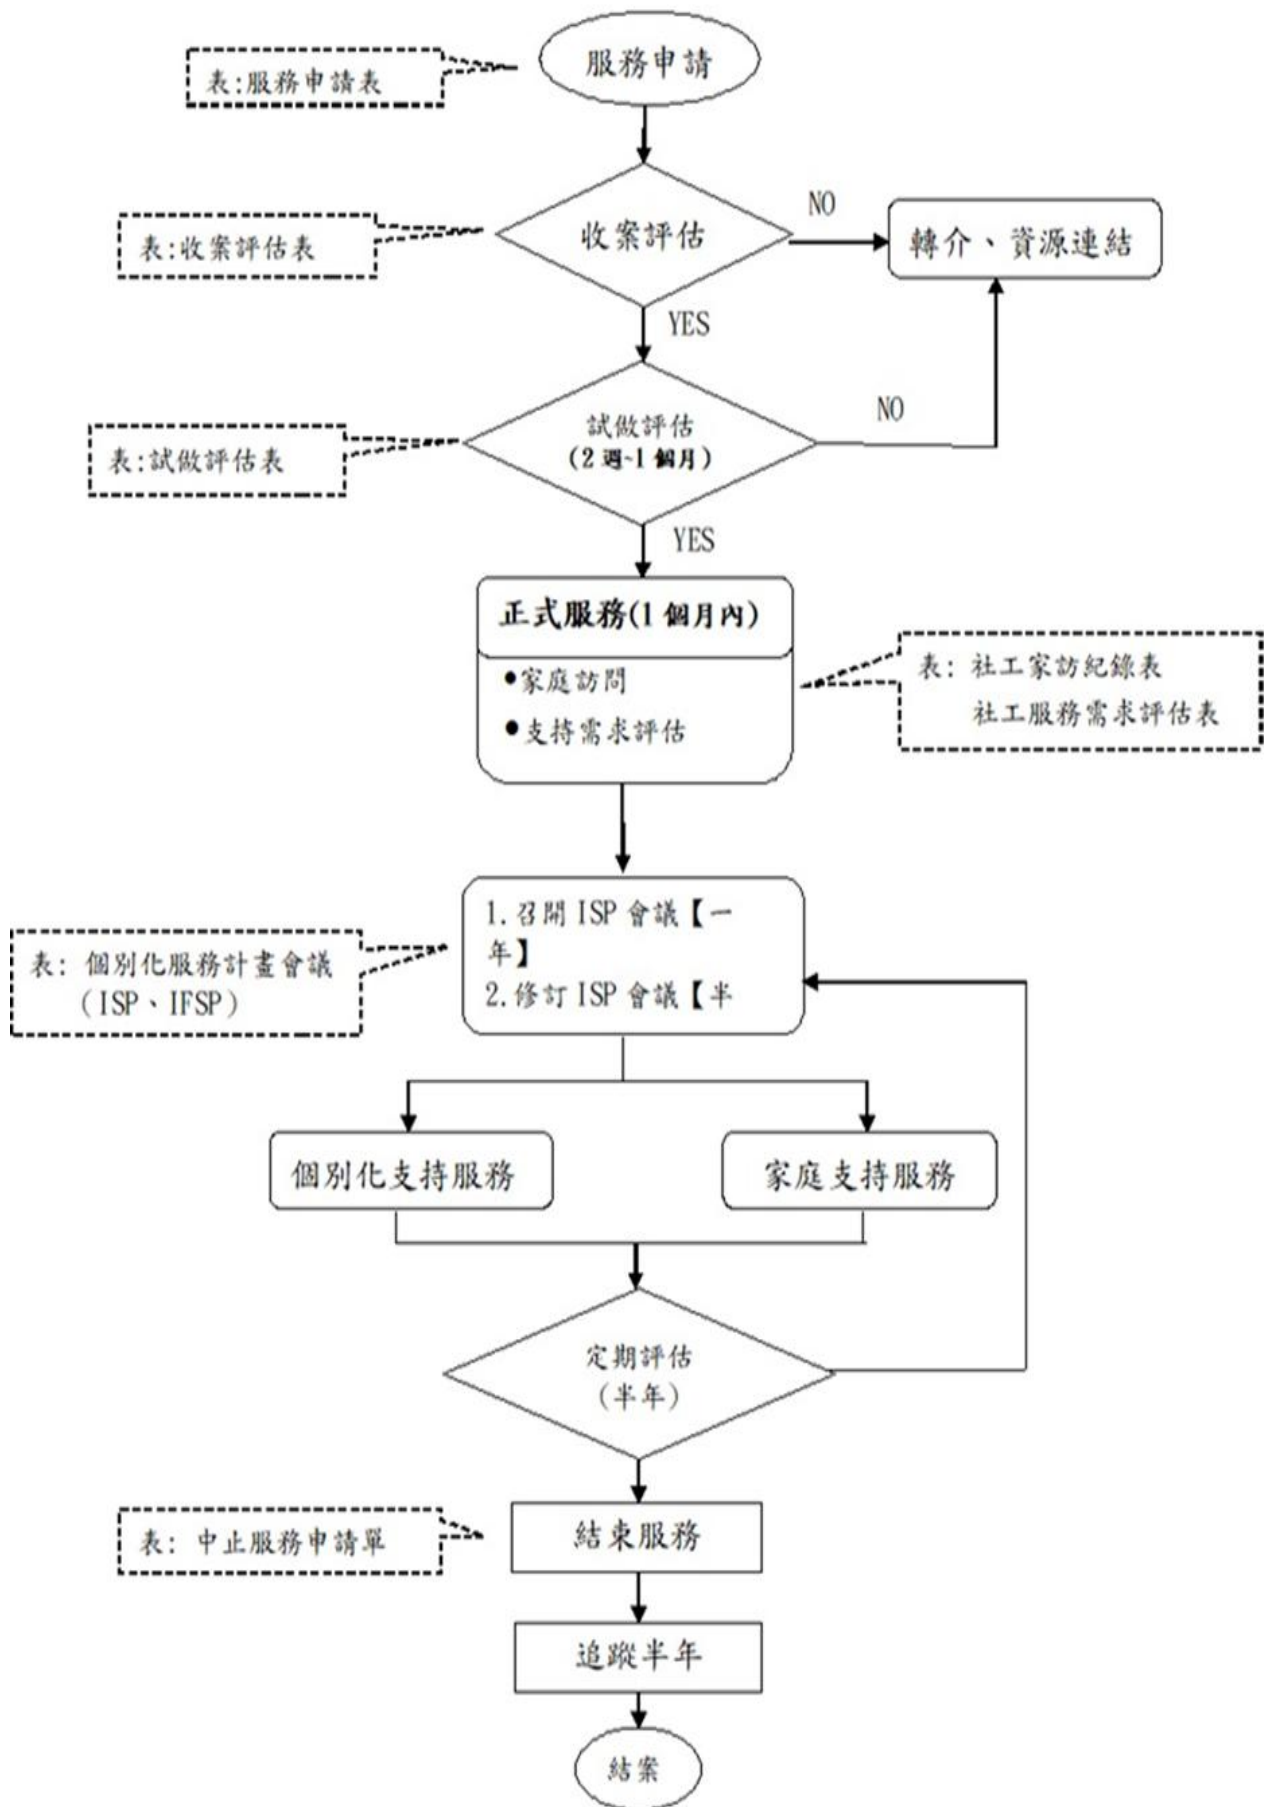 服務申請
表:服務申請表
收案評估
NO
轉介、資源連結
表:收案評估表
YES
試做評估
(2 週~1 個月)
NO
表:試做評估表
YES
正式服務(1 個月內)
●家庭訪問
●支持需求評估
表: 社工家訪紀錄表
社工服務需求評估表
1.召開 ISP 會議【一
年】
2.修訂 ISP 會議【半
表: 個別化服務計畫會議
(ISP、IFSP)
個別化支持服務
家庭支持服務
定期評估
(半年)
結束服務
表: 中止服務申請單
追蹤半年
結案